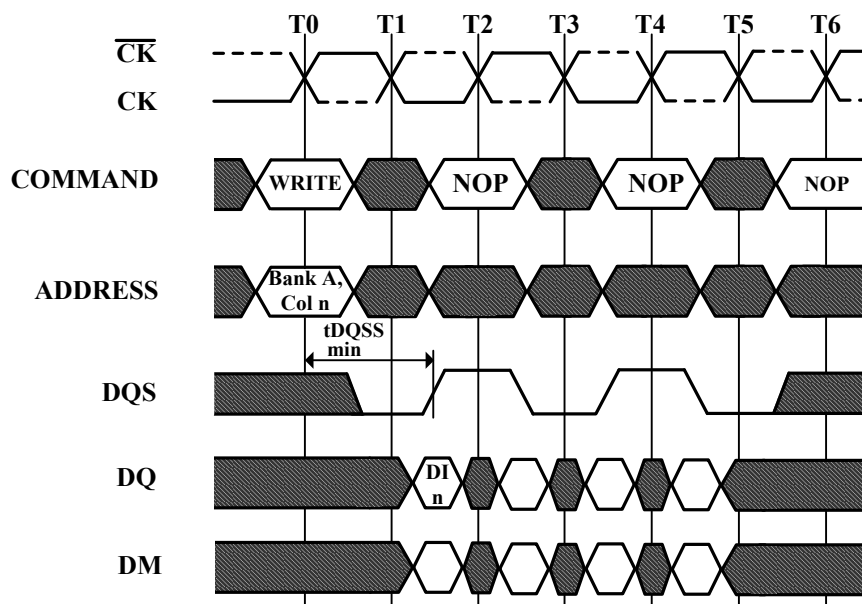 T0 T1 T2 T3 T4 T5 T6
CK
CK
COMMAND
WRITE NOP NOP NOP
ADDRESS
Bank A,
Col n
tDQSS
min
DQS
DQ
DI
n
DM